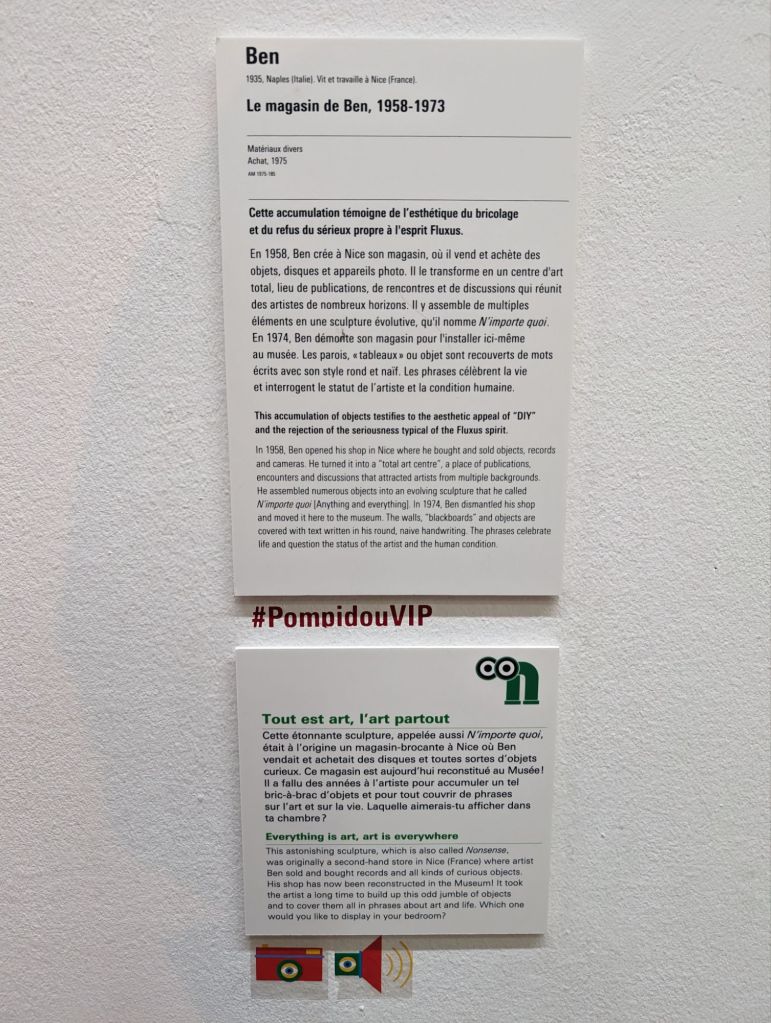 Ben
1935, Naples (Italie). Vit et travaille à Nice (France).
Le magasin de Ben, 1958-1973
Matériaux divers
Achat, 1975
AM 1975-185
Cette accumulation témoigne de l'esthétique du bricolage
et du refus du sérieux propre à l'esprit Fluxus.
En 1958, Ben crée à Nice son magasin, où il vend et achète des
objets, disques et appareils photo. Il le transforme en un centre d'art
total, lieu de publications, de rencontres et de discussions qui réunit
des artistes de nombreux horizons. Il y assemble de multiples
éléments en une sculpture évolutive, qu'il nomme N'importe quoi.
En 1974, Ben démonte son magasin pour l'installer ici-même
au musée. Les parois, «tableaux» ou objet sont recouverts de mots
écrits avec son style rond et naïf. Les phrases célèbrent la vie
et interrogent le statut de l'artiste et la condition humaine.
This accumulation of objects testifies to the aesthetic appeal of "DIY"
and the rejection of the seriousness typical of the Fluxus spirit.
In 1958, Ben opened his shop in Nice where he bought and sold objects, records
and cameras. He turned it into a "total art centre", a place of publications,
encounters and discussions that attracted artists from multiple backgrounds.
He assembled numerous objects into an evolving sculpture that he called
N'importe quoi [Anything and everything]. In 1974, Ben dismantled his shop
and moved it here to the museum. The walls, "blackboards" and objects are
covered with text written in his round, naive handwriting. The phrases celebrate
life and question the status of the artist and the human condition.
#PompidouVIP
n
Tout est art, l'art partout
Cette étonnante sculpture, appelée aussi N'importe quoi,
était à l'origine un magasin-brocante à Nice où Ben
vendait et achetait des disques et toutes sortes d'objets
curieux. Ce magasin est aujourd'hui reconstitué au Musée!
Il a fallu des années à l'artiste pour accumuler un tel
bric-à-brac d'objets et pour tout couvrir de phrases
sur l'art et sur la vie. Laquelle aimerais-tu afficher dans
ta chambre?
Everything is art, art is everywhere
This astonishing sculpture, which is also called Nonsense,
was originally a second-hand store in Nice (France) where artist
Ben sold and bought records and all kinds of curious objects.
His shop has now been reconstructed in the Museum! It took
the artist a long time to build up this odd jumble of objects
and to cover them all in phrases about art and life. Which one
would you like to display in your bedroom?